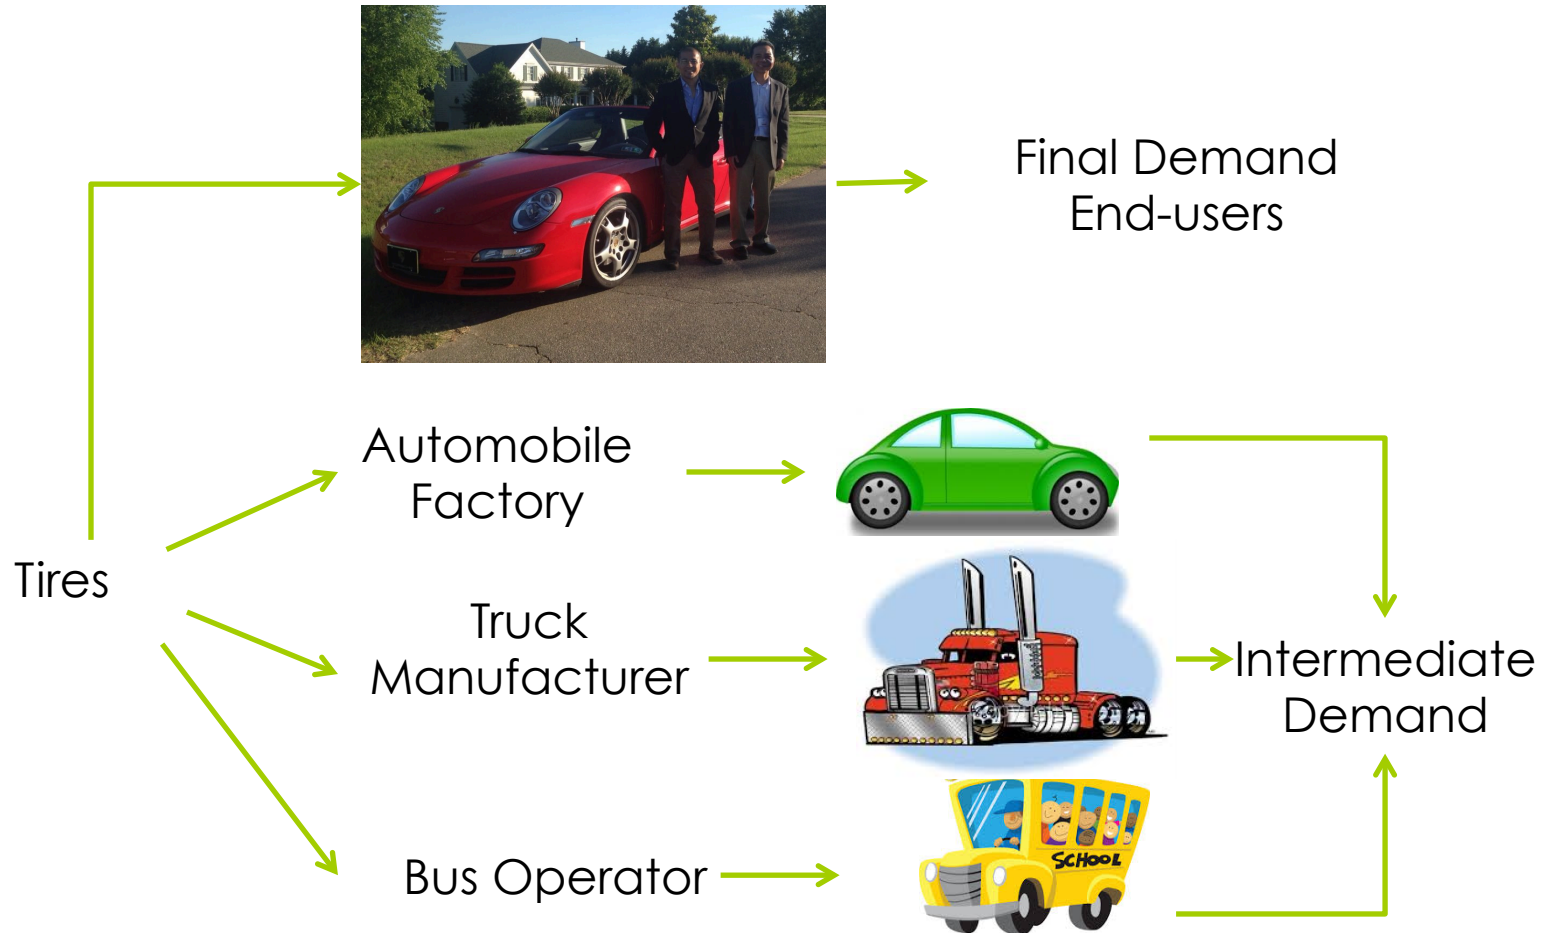 Final Demand
End-users
Automobile
Factory
Tires
Truck
Manufacturer
Intermediate
Demand
SCHOOL
Bus Operator